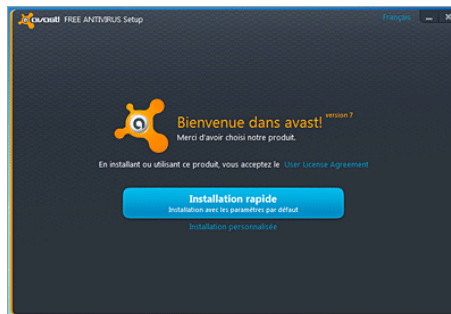 avast! FREE ANTIVIRUS Setup
Français
Bienvenue dans avast! version 7
Merci d'avoir choisi notre produit.
En installant ou utilisant ce produit, vous acceptez le User License Agreement
Installation rapide
Installation avec les paramètres par défaut
Installation personnalisée